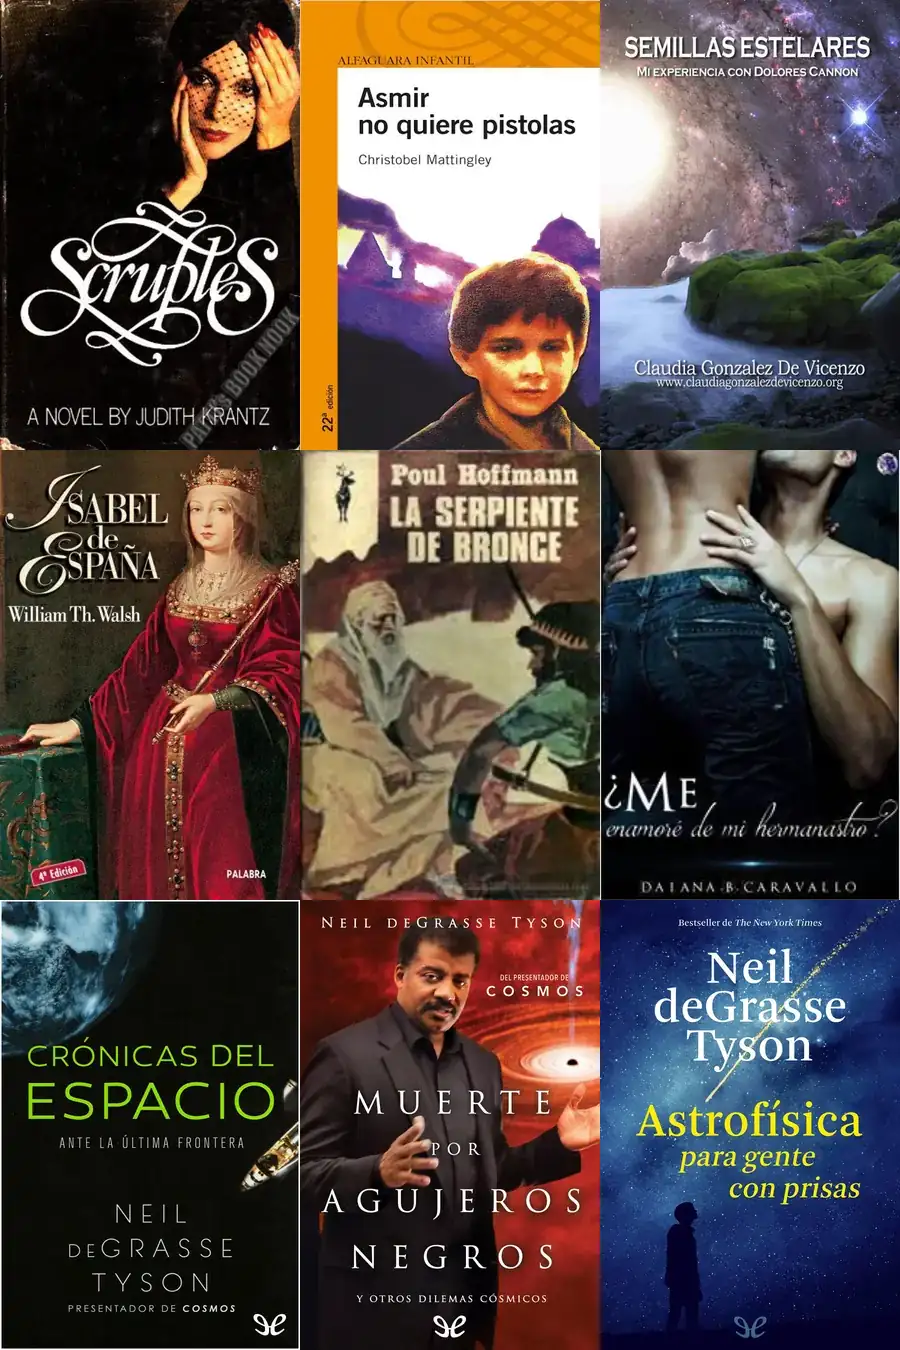 Scruples
A NOVEL BY JUDITH KRANTZ
ALFAGUARA INFANTIL
Asmir
no quiere pistolas
Christobel Mattingley
22ª edición
SEMILLAS ESTELARES
MI EXPERIENCIA CON DOLORES CANNON
Claudia Gonzalez De Vicenzo
www.claudiagonzalezdevicenzo.org
ISABEL
de
ESPAÑA
William Th. Walsh
4ª Edición
PALABRA
Poul Hoffmann
LA SERPIENTE
DE BRONCE
¿ME
enamoré de mi hermanastro?
DAIANA B CARAVALLO
CRÓNICAS DEL
ESPACIO
ANTE LA ÚLTIMA FRONTERA
NEIL
DEGRASSE
TYSON
PRESENTADOR DE COSMOS
NEIL DEGRASSE TYSON
DEL PRESENTADOR DE
COSMOS
MUERTE
POR
AGUJEROS
NEGROS
Y OTROS DILEMAS CÓSMICOS
Bestseller de The New York Times
Neil
deGrasse
Tyson
Astrofísica
para gente
con prisas